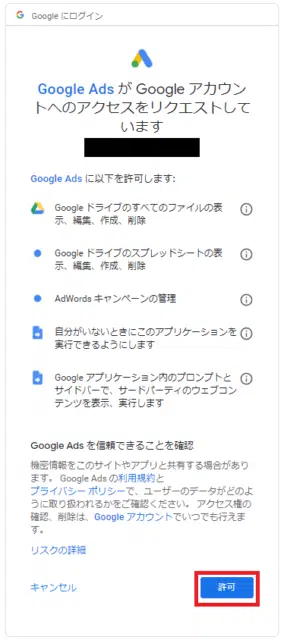 Google にログイン
Google Ads が Google アカウン
トへのアクセスをリクエストして
います
Google Ads に以下を許可します:
Google ドライブのすべてのファイルの表
示、編集、作成、削除
Google ドライブのスプレッドシートの表
示、編集、作成、削除
AdWords キャンペーンの管理
自分がいないときにこのアプリケーションを
実行できるようにします
Google アプリケーション内のプロンプトと
サイドバーで、サードパーティのウェブコン
テンツを表示、実行します
Google Ads を信頼できることを確認
機密情報をこのサイトやアプリと共有する場合があり
ます。 Google Ads の利用規約と
プライバシー ポリシーで、ユーザーのデータがどのよう
に取り扱われるかをご確認ください。 アクセス権の
確認、削除は、Google アカウントでいつでも行えま
す。
リスクの詳細
キャンセル
許可